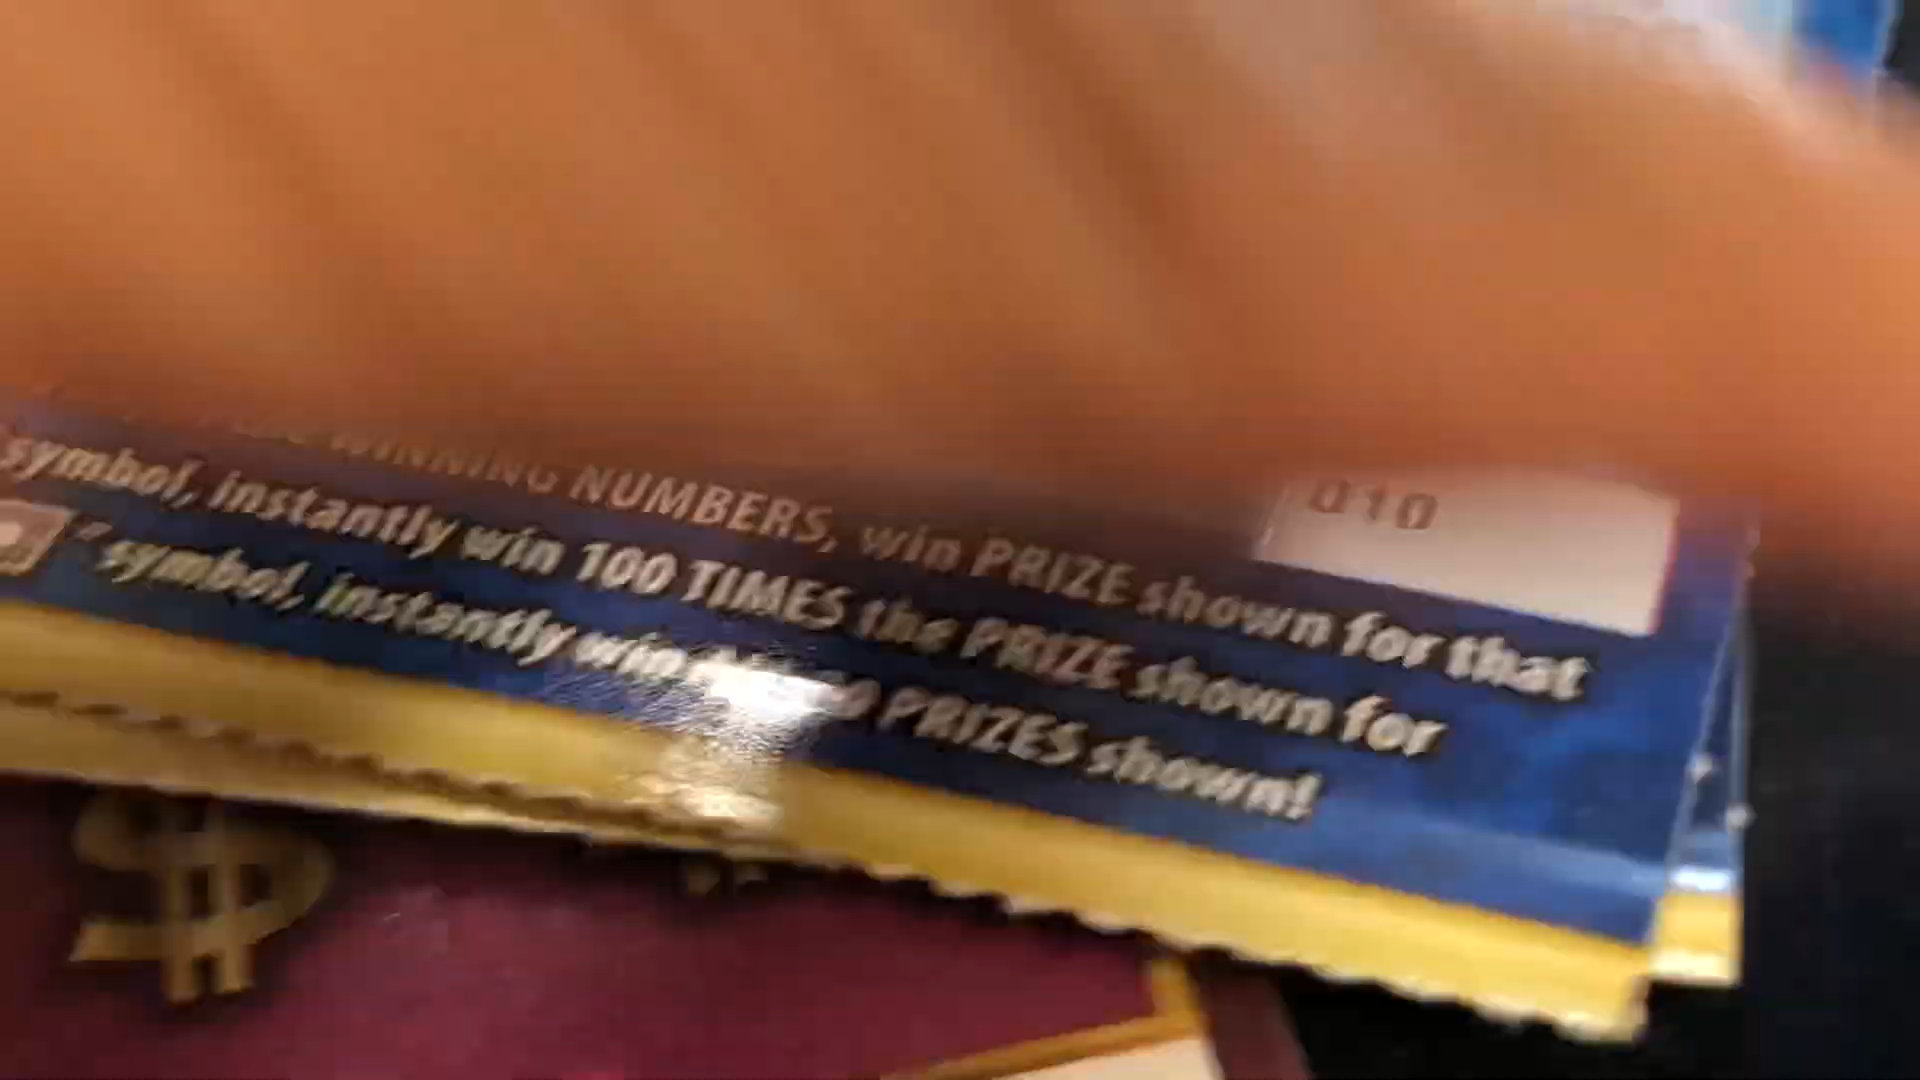 010
WINNING NUMBERS, win PRIZE shown for that
symbol, instantly win 100 TIMES the PRIZE shown for
" symbol, instantly win PRIZES shown!
$